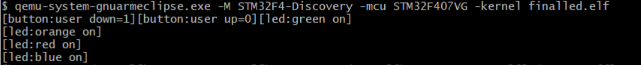 $ qemu-system-gnuarmeclipse.exe -M STM32F4-Discovery -mcu STM32F407VG -kernel finalled.elf
[button:user down=1][button:user up=0][led:green on]
[led:orange on]
[led:red on]
[led:blue on]